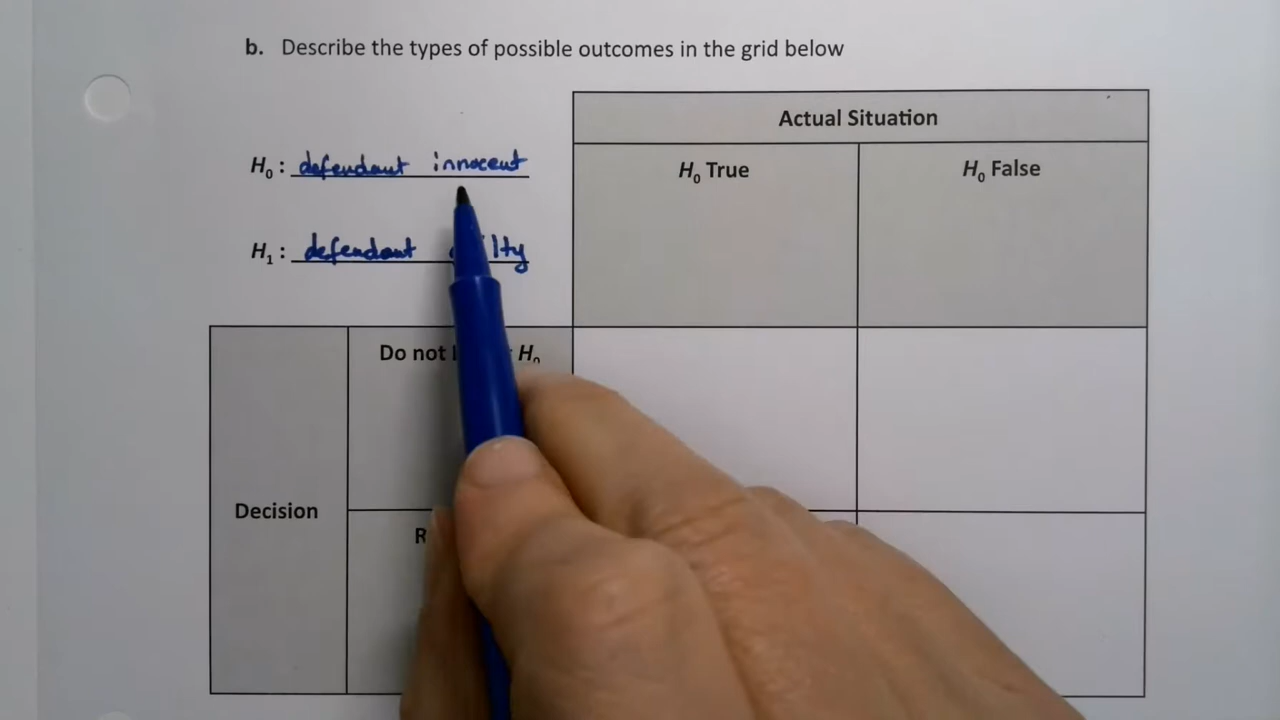 b. Describe the types of possible outcomes in the grid below
Actual Situation
H0 : defendant innocent
H0 True
H0 False
H1 : defendant
Do not H0
Decision